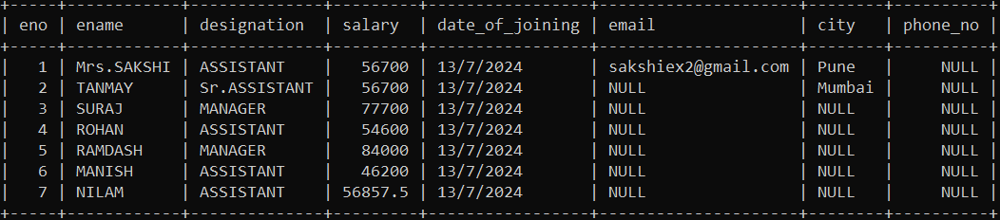 +-----+------------+--------------+---------+-----------------+---------------------+--------+----------+
| eno | ename      | designation  | salary  | date_of_joining | email               | city   | phone_no |
+-----+------------+--------------+---------+-----------------+---------------------+--------+----------+
|   1 | Mrs.SAKSHI | ASSISTANT    |   56700 | 13/7/2024       | sakshiex2@gmail.com | Pune   |     NULL |
|   2 | TANMAY     | Sr.ASSISTANT |   56700 | 13/7/2024       | NULL                | Mumbai |     NULL |
|   3 | SURAJ      | MANAGER      |   77700 | 13/7/2024       | NULL                | NULL   |     NULL |
|   4 | ROHAN      | ASSISTANT    |   54600 | 13/7/2024       | NULL                | NULL   |     NULL |
|   5 | RAMDASH    | MANAGER      |   84000 | 13/7/2024       | NULL                | NULL   |     NULL |
|   6 | MANISH     | ASSISTANT    |   46200 | 13/7/2024       | NULL                | NULL   |     NULL |
|   7 | NILAM      | ASSISTANT    | 56857.5 | 13/7/2024       | NULL                | NULL   |     NULL |
+-----+------------+--------------+---------+-----------------+---------------------+--------+----------+